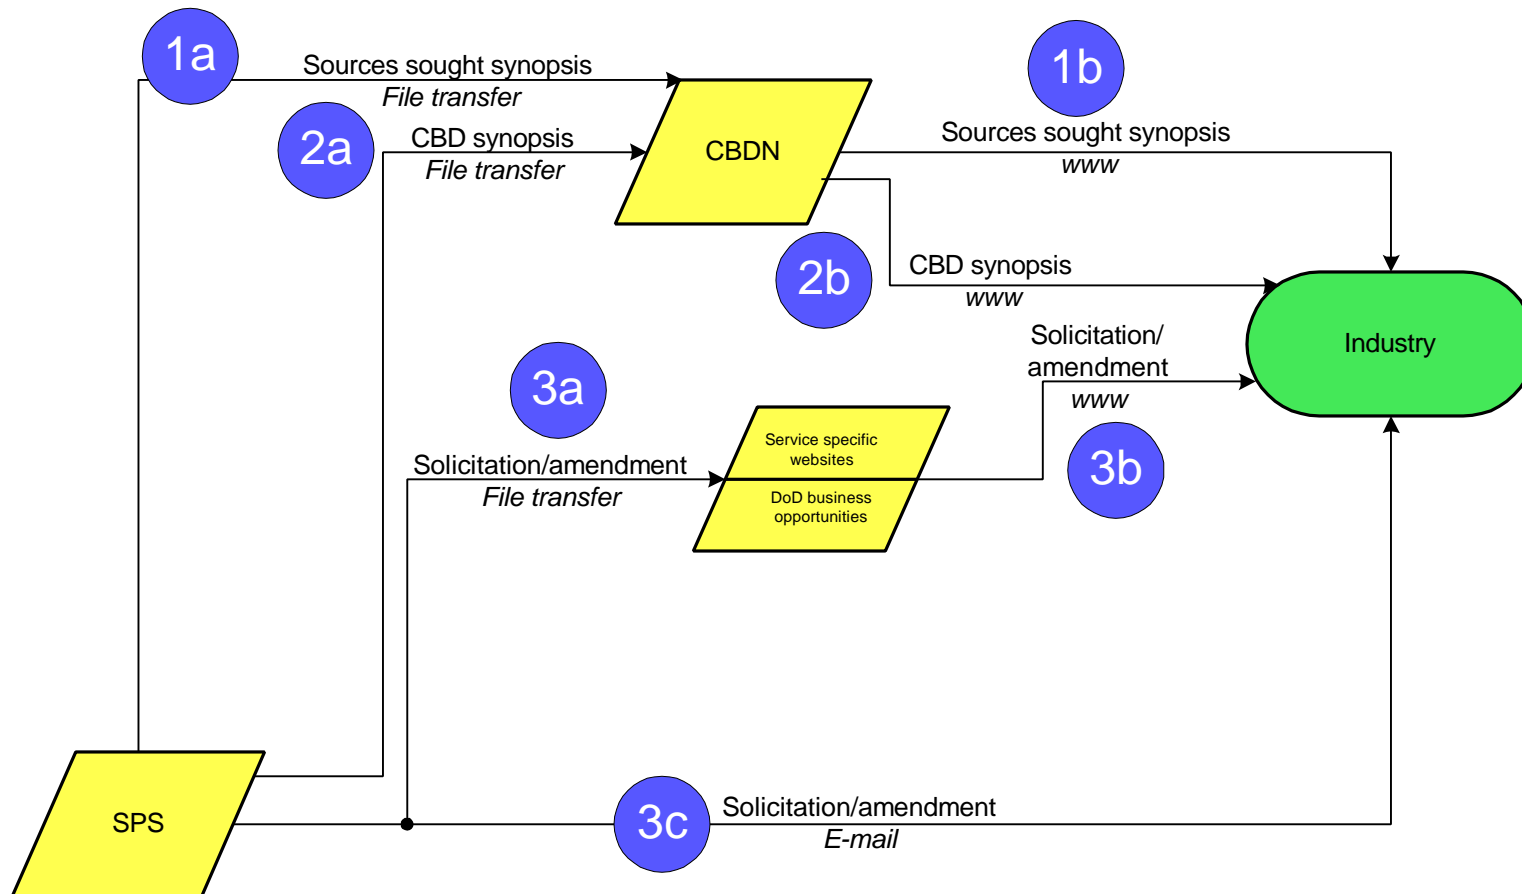 1a
Sources sought synopsis
File transfer
1b
2a
CBD synopsis
File transfer
CBDN
Sources sought synopsis
www
2b
CBD synopsis
www
Industry
3a
Solicitation/
amendment
www
Solicitation/amendment
File transfer
Service specific
websites
DoD business
opportunities
3b
SPS
3c
Solicitation/amendment
E-mail